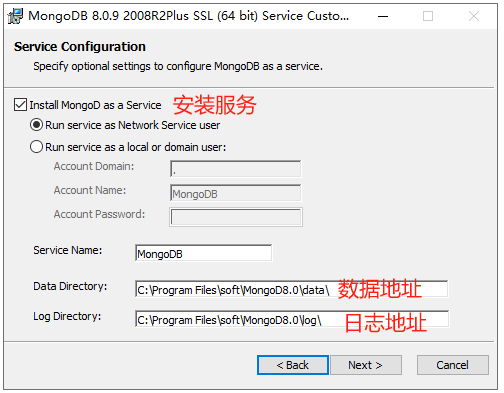 MongoDB 8.0.9 2008R2Plus SSL (64 bit) Service Custo...
Service Configuration
Specify optional settings to configure MongoDB as a service.
Install MongoD as a Service 安装服务
Run service as Network Service user
Run service as a local or domain user:
Account Domain: .
Account Name: MongoDB
Account Password:
Service Name: MongoDB
Data Directory: C:\Program Files\soft\MongoD8.0\data\ 数据地址
Log Directory: C:\Program Files\soft\MongoD8.0\log\ 日志地址
< Back Next > Cancel